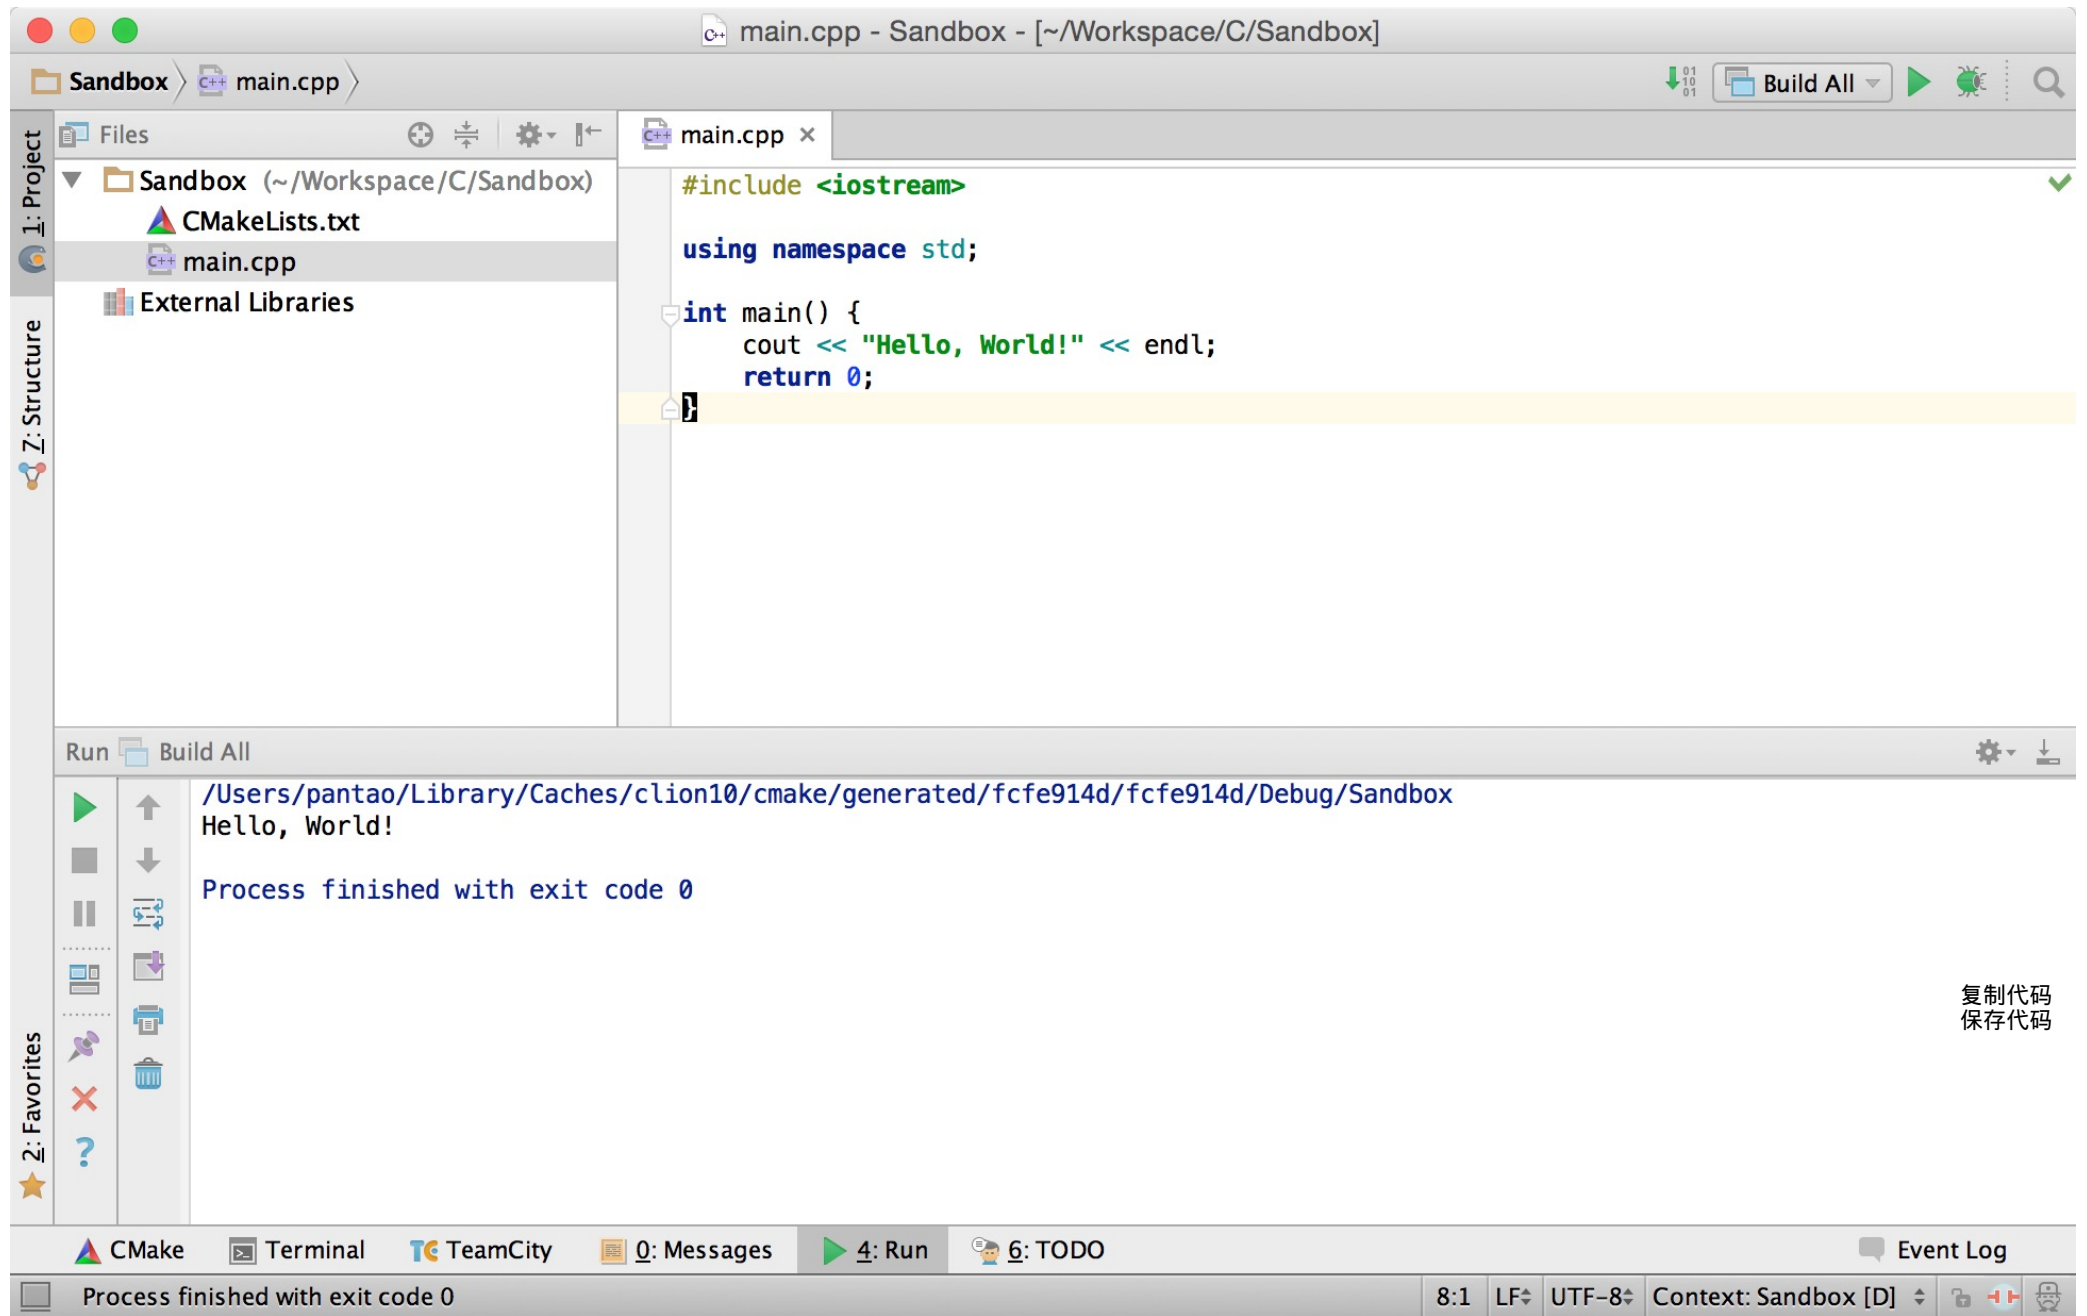 main.cpp - Sandbox - [~/Workspace/C/Sandbox]
Sandbox main.cpp
Build All
1: Project
Files
Sandbox (~/Workspace/C/Sandbox)
CMakeLists.txt
main.cpp
External Libraries
Z: Structure
main.cpp ×
#include <iostream>
using namespace std;
int main() {
cout << "Hello, World!" << endl;
return 0;
}
Run Build All
/Users/pantao/Library/Caches/clion10/cmake/generated/fcfe914d/fcfe914d/Debug/Sandbox
Hello, World!
Process finished with exit code 0
复制代码
保存代码
2: Favorites
CMake Terminal TeamCity 0: Messages 4: Run 6: TODO Event Log
Process finished with exit code 0 8:1 LF UTF-8 Context: Sandbox [D]